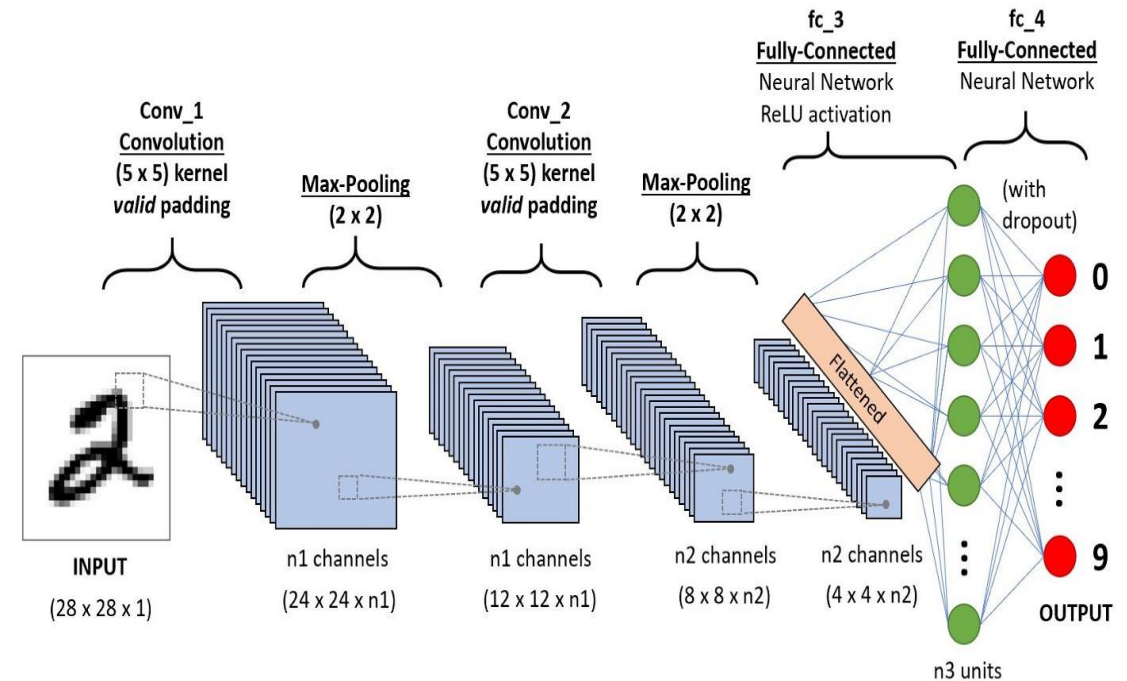 Conv_1
Convolution
(5 x 5) kernel
valid padding
Max-Pooling
(2 x 2)
Conv_2
Convolution
(5 x 5) kernel
valid padding
Max-Pooling
(2 x 2)
fc_3
Fully-Connected
Neural Network
ReLU activation
fc_4
Fully-Connected
Neural Network
(with
dropout)
Flattened
0
1
2
9
OUTPUT
2
INPUT
(28 x 28 x 1)
n1 channels
(24 x 24 x n1)
n1 channels
(12 x 12 x n1)
n2 channels
(8 x 8 x n2)
n2 channels
(4 x 4 x n2)
n3 units